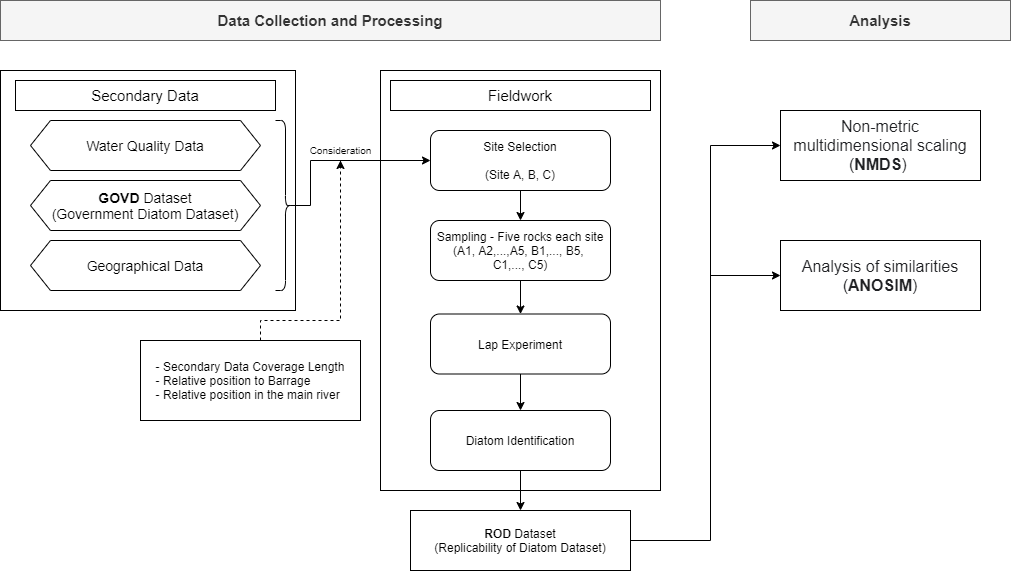 Data Collection and Processing
Analysis
Secondary Data
Water Quality Data
GOVD Dataset
(Government Diatom Dataset)
Geographical Data
Consideration
- Secondary Data Coverage Length
- Relative position to Barrage
- Relative position in the main river
Fieldwork
Site Selection
(Site A, B, C)
Sampling - Five rocks each site
(A1, A2,...,A5, B1,..., B5,
C1,..., C5)
Lap Experiment
Diatom Identification
ROD Dataset
(Replicability of Diatom Dataset)
Non-metric
multidimensional scaling
(NMDS)
Analysis of similarities
(ANOSIM)